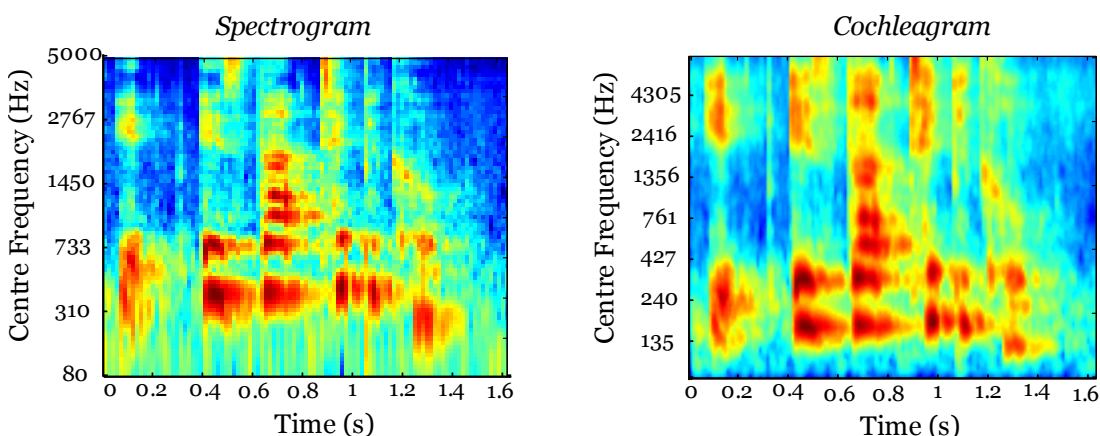 Spectrogram
5000
2767
1450
733
310
80
Centre Frequency (Hz)
0 0.2 0.4 0.6 0.8 1 1.2 1.4 1.6
Time (s)
Cochleagram
4305
2416
1356
761
427
240
135
Centre Frequency (Hz)
0 0.2 0.4 0.6 0.8 1 1.2 1.4 1.6
Time (s)